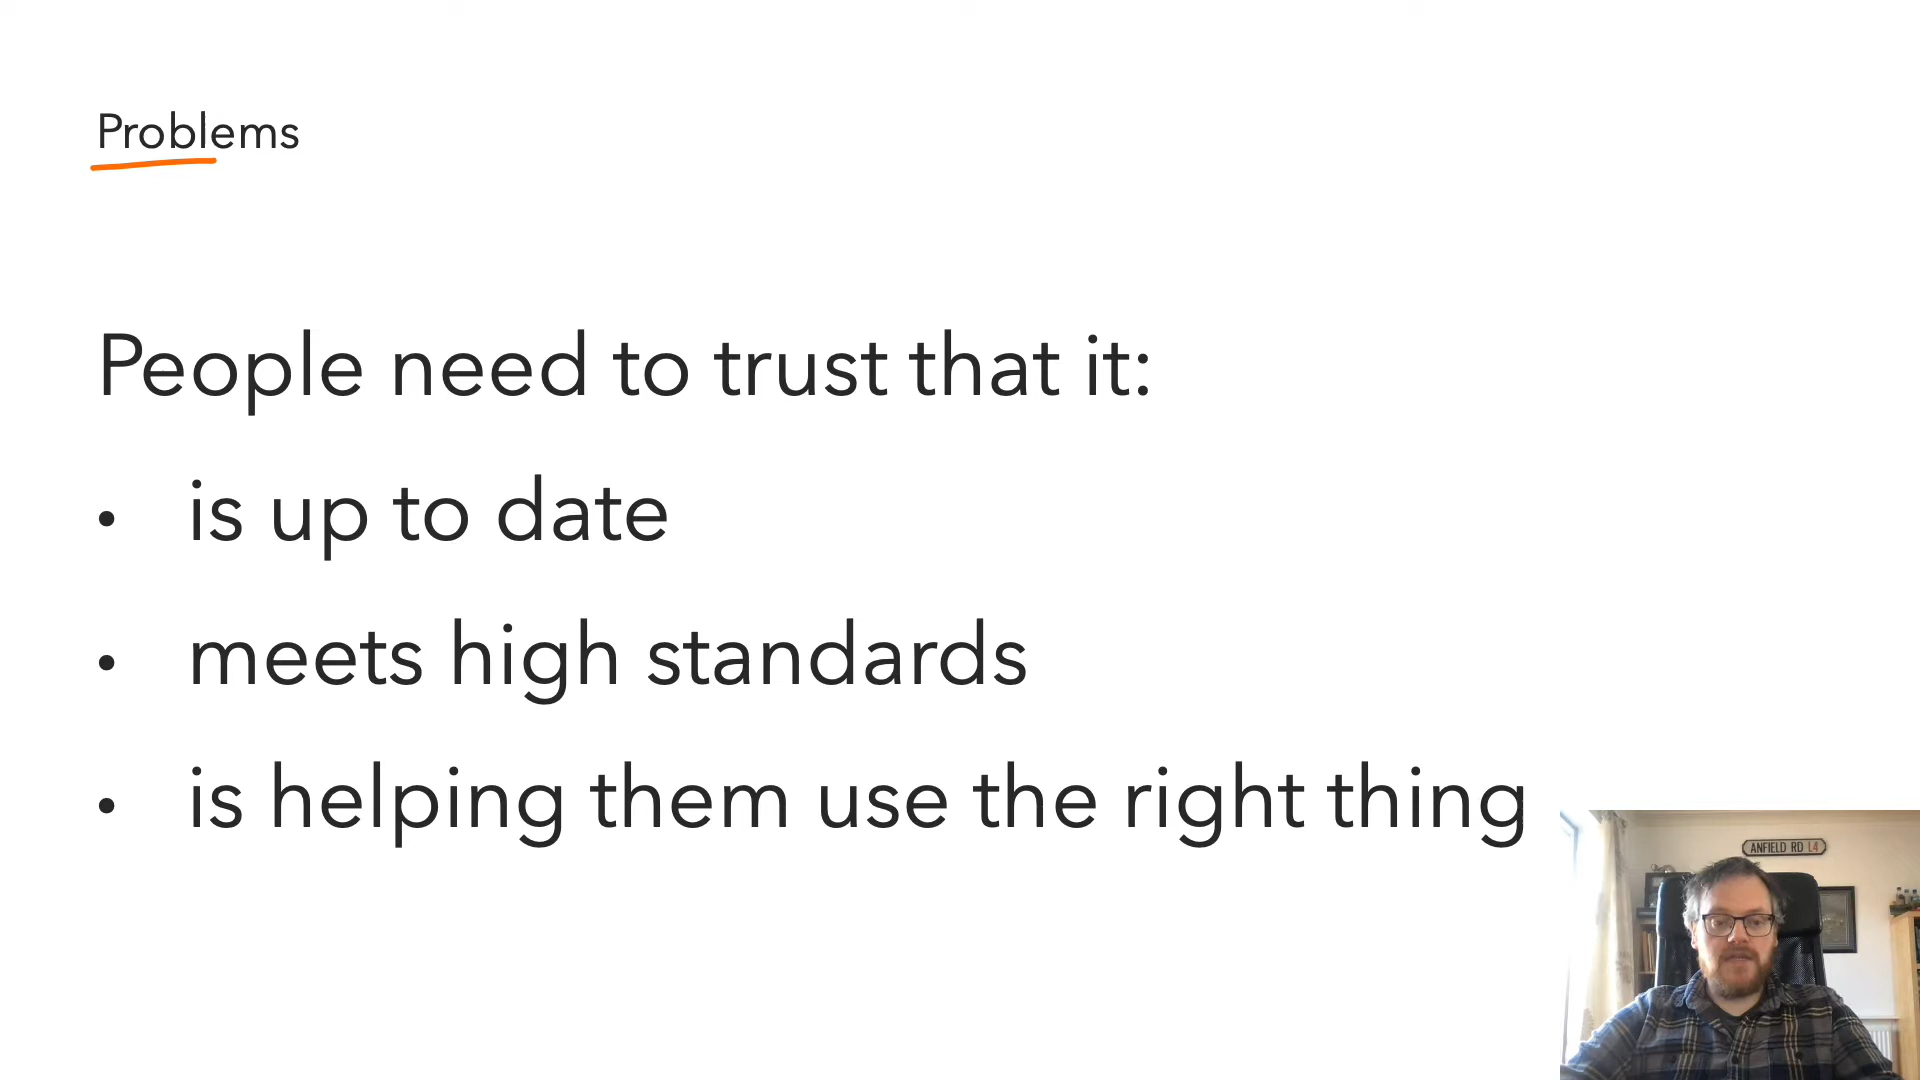 Problems
People need to trust that it:
• is up to date
• meets high standards
• is helping them use the right thing
ANFIELD RD L4